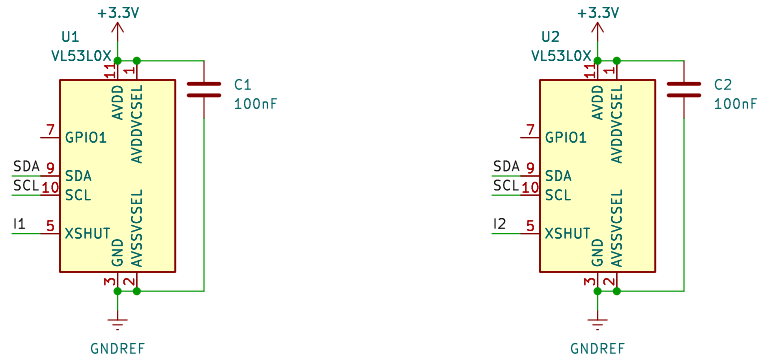 +3.3V
U1
VL53L0X
11
1
AVDD
AVDDVCSEL
C1
100nF
7
GPIO1
SDA
9
SDA
SCL
10
SCL
I1
5
XSHUT
GND
AVSSVCSEL
3
2
GNDREF
+3.3V
U2
VL53L0X
11
1
AVDD
AVDDVCSEL
C2
100nF
7
GPIO1
SDA
9
SDA
SCL
10
SCL
I2
5
XSHUT
GND
AVSSVCSEL
3
2
GNDREF